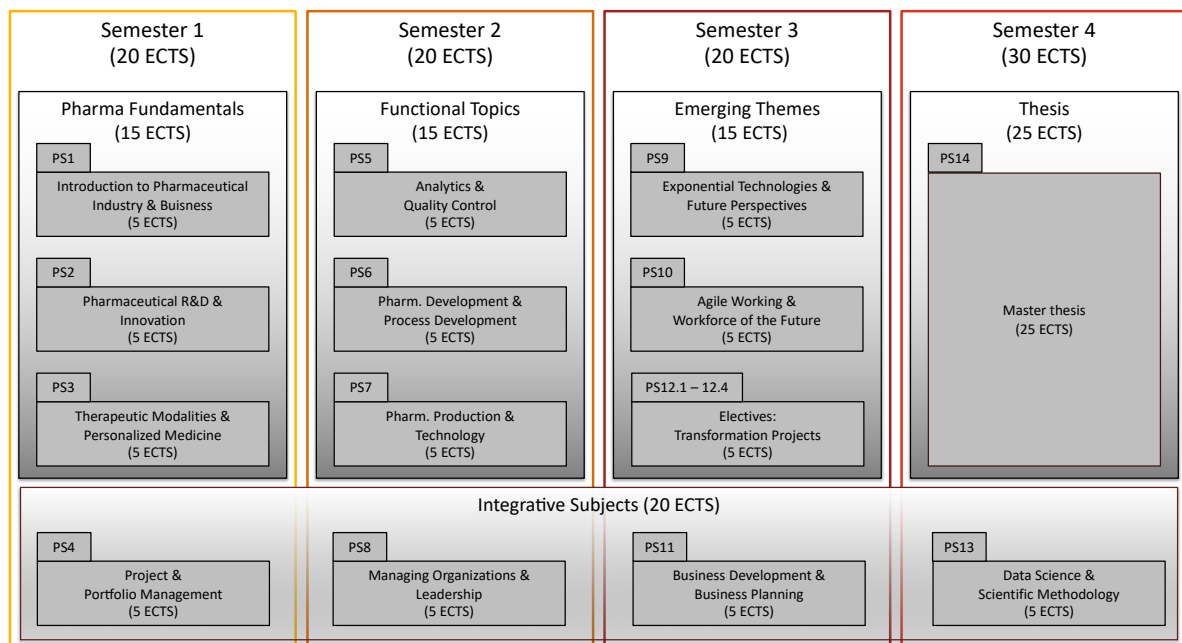 Semester 1
(20 ECTS)
Semester 2
(20 ECTS)
Semester 3
(20 ECTS)
Semester 4
(30 ECTS)
Pharma Fundamentals
(15 ECTS)
PS1
Introduction to Pharmaceutical
Industry & Buisness
(5 ECTS)
PS2
Pharmaceutical R&D &
Innovation
(5 ECTS)
PS3
Therapeutic Modalities &
Personalized Medicine
(5 ECTS)
Functional Topics
(15 ECTS)
PS5
Analytics &
Quality Control
(5 ECTS)
PS6
Pharm. Development &
Process Development
(5 ECTS)
PS7
Pharm. Production &
Technology
(5 ECTS)
Emerging Themes
(15 ECTS)
PS9
Exponential Technologies &
Future Perspectives
(5 ECTS)
PS10
Agile Working &
Workforce of the Future
(5 ECTS)
PS12.1 – 12.4
Electives:
Transformation Projects
(5 ECTS)
Thesis
(25 ECTS)
PS14
Master thesis
(25 ECTS)
Integrative Subjects (20 ECTS)
PS4
Project &
Portfolio Management
(5 ECTS)
PS8
Managing Organizations &
Leadership
(5 ECTS)
PS11
Business Development &
Business Planning
(5 ECTS)
PS13
Data Science &
Scientific Methodology
(5 ECTS)